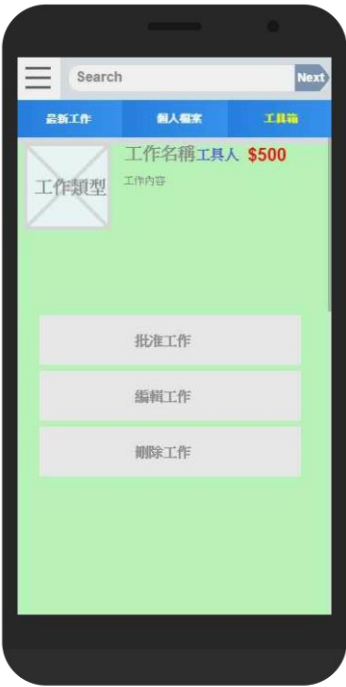 Search Next
最新工作 個人檔案 工具箱
工作類型
工作名稱 工具人 $500
工作內容
批准工作
編輯工作
刪除工作